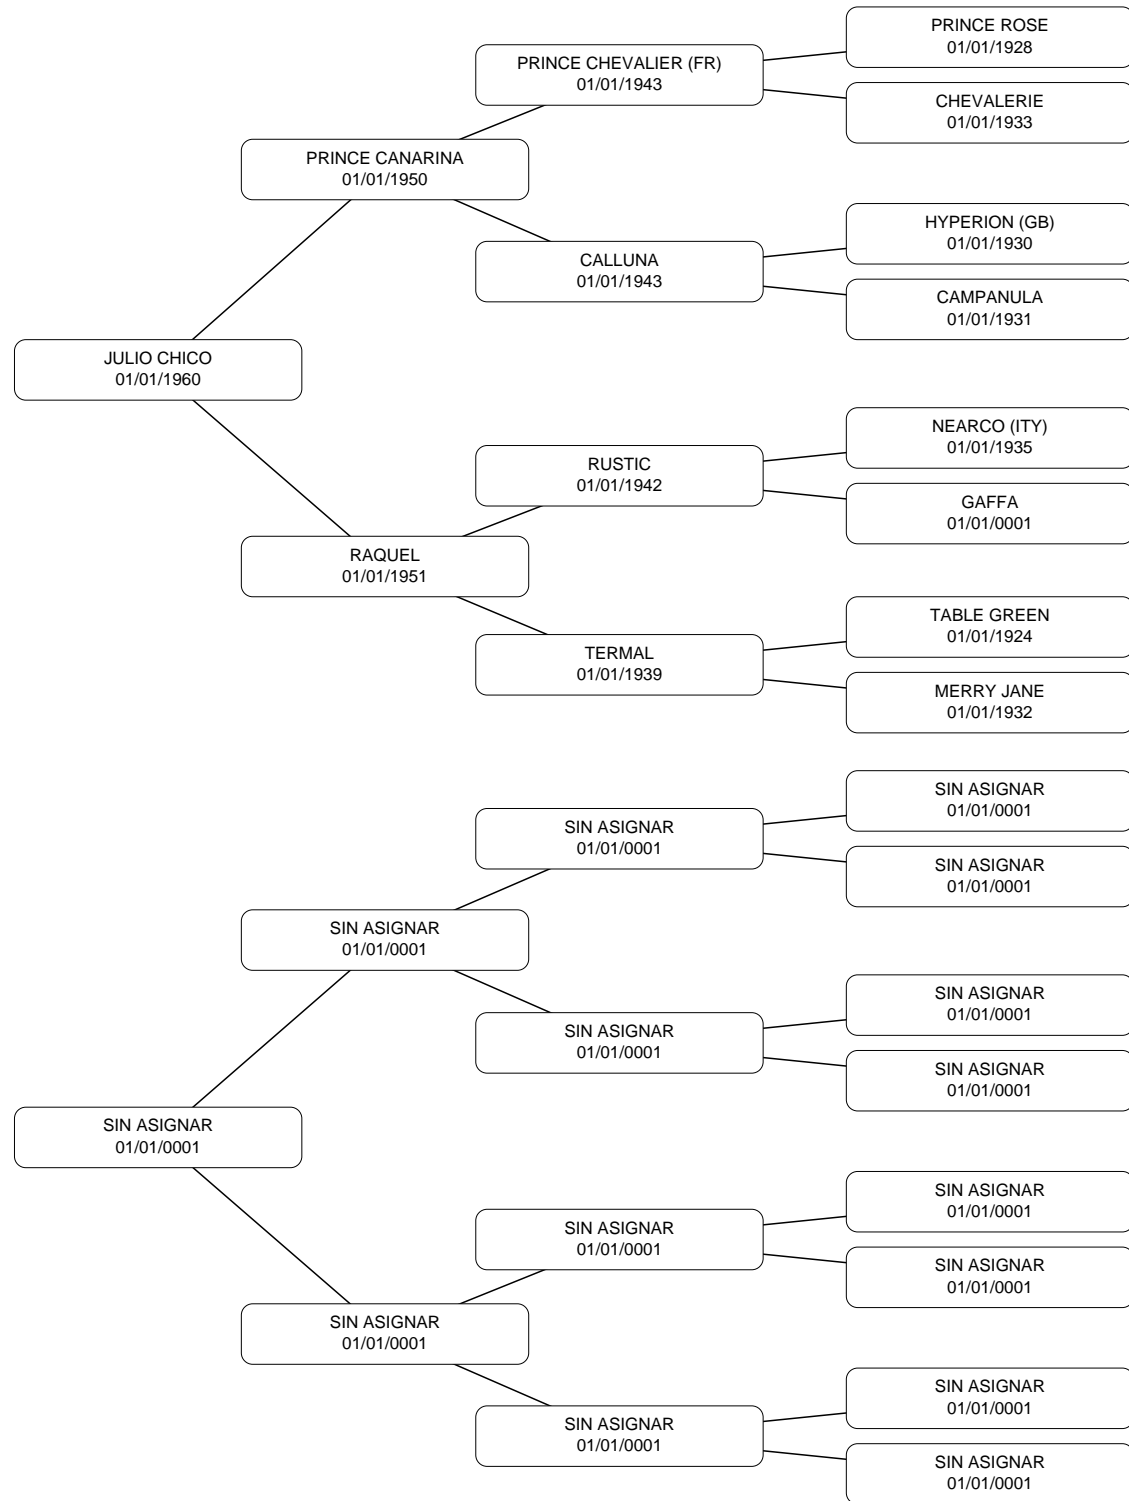 PRINCE ROSE
01/01/1928
PRINCE CHEVALIER (FR)
01/01/1943
CHEVALERIE
01/01/1933
PRINCE CANARINA
01/01/1950
HYPERION (GB)
01/01/1930
CALLUNA
01/01/1943
CAMPANULA
01/01/1931
JULIO CHICO
01/01/1960
NEARCO (ITY)
01/01/1935
RUSTIC
01/01/1942
GAFFA
01/01/0001
RAQUEL
01/01/1951
TABLE GREEN
01/01/1924
TERMAL
01/01/1939
MERRY JANE
01/01/1932
SIN ASIGNAR
01/01/0001
SIN ASIGNAR
01/01/0001
SIN ASIGNAR
01/01/0001
SIN ASIGNAR
01/01/0001
SIN ASIGNAR
01/01/0001
SIN ASIGNAR
01/01/0001
SIN ASIGNAR
01/01/0001
SIN ASIGNAR
01/01/0001
SIN ASIGNAR
01/01/0001
SIN ASIGNAR
01/01/0001
SIN ASIGNAR
01/01/0001
SIN ASIGNAR
01/01/0001
SIN ASIGNAR
01/01/0001
SIN ASIGNAR
01/01/0001
SIN ASIGNAR
01/01/0001